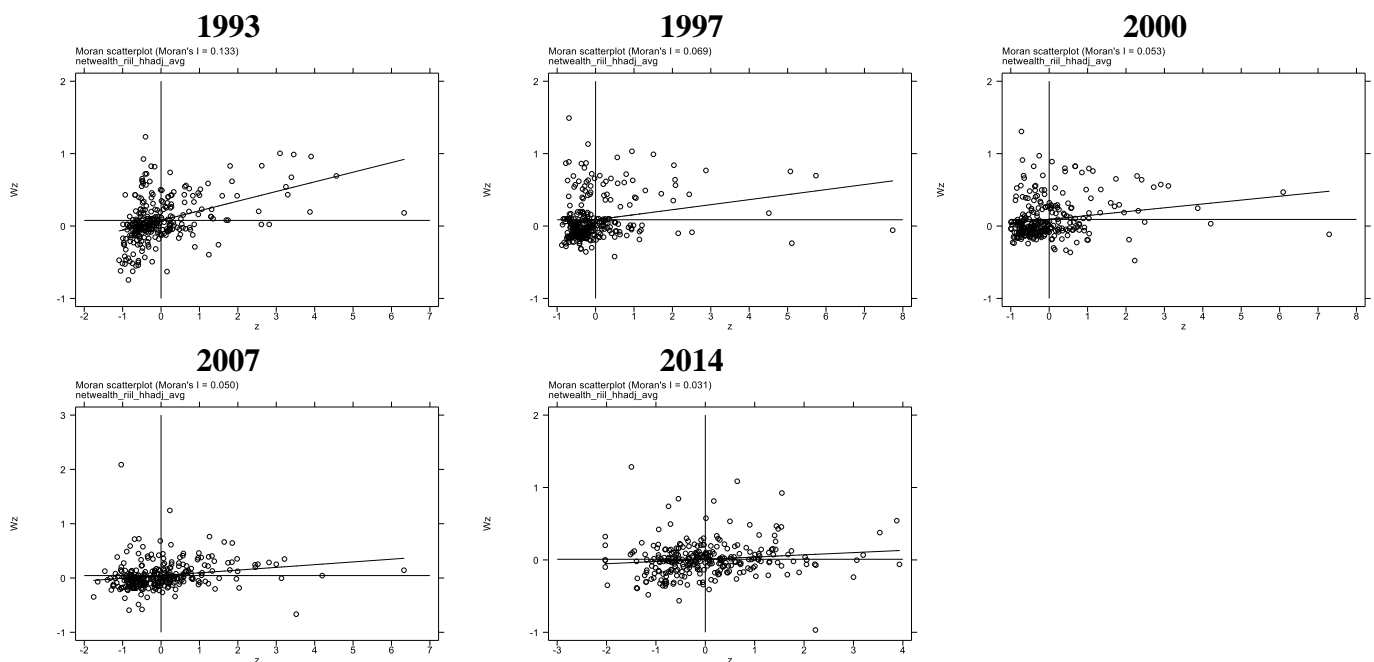 1993
Moran scatterplot (Moran's I = 0.133)
netwealth_riil_hhadj_avg
2
1
0
-1
Wz
-2 -1 0 1 2 3 4 5 6 7
z
1997
Moran scatterplot (Moran's I = 0.069)
netwealth_riil_hhadj_avg
2
1
0
-1
Wz
-1 0 1 2 3 4 5 6 7 8
z
2000
Moran scatterplot (Moran's I = 0.053)
netwealth_riil_hhadj_avg
2
1
0
-1
Wz
-1 0 1 2 3 4 5 6 7 8
z
2007
Moran scatterplot (Moran's I = 0.050)
netwealth_riil_hhadj_avg
3
2
1
0
-1
Wz
-2 -1 0 1 2 3 4 5 6 7
z
2014
Moran scatterplot (Moran's I = 0.031)
netwealth_riil_hhadj_avg
2
1
0
-1
Wz
-3 -2 -1 0 1 2 3 4
z